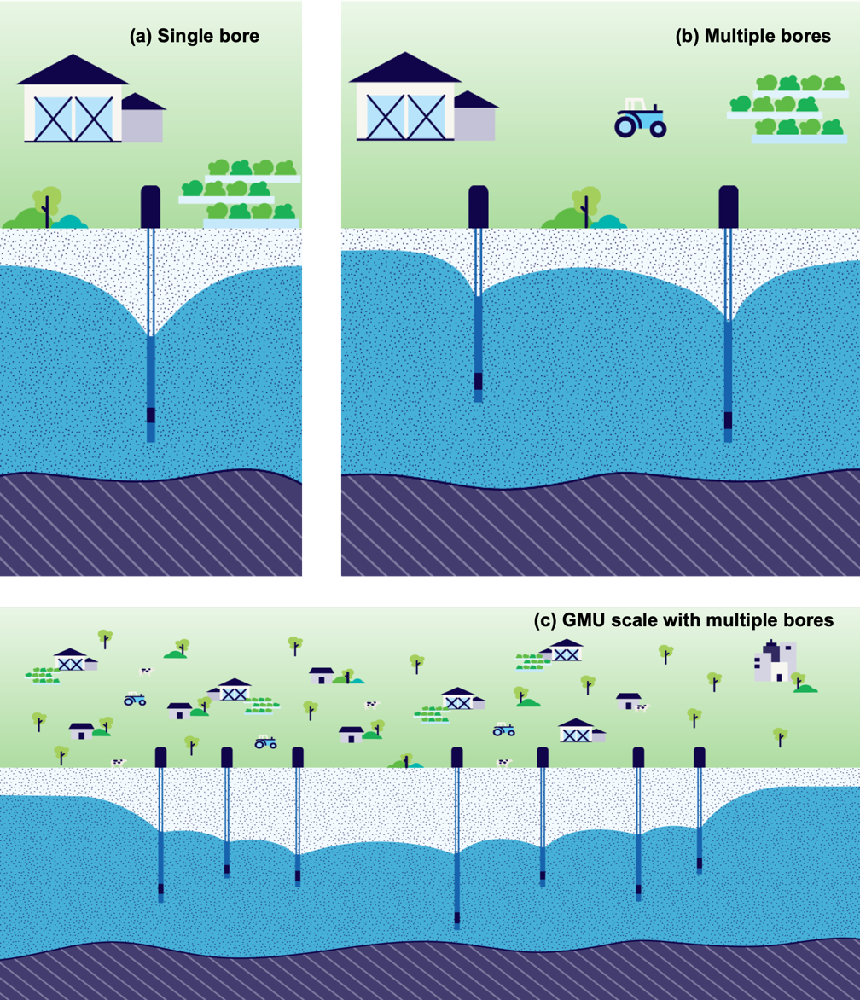 (a) Single bore
(b) Multiple bores
(c) GMU scale with multiple bores